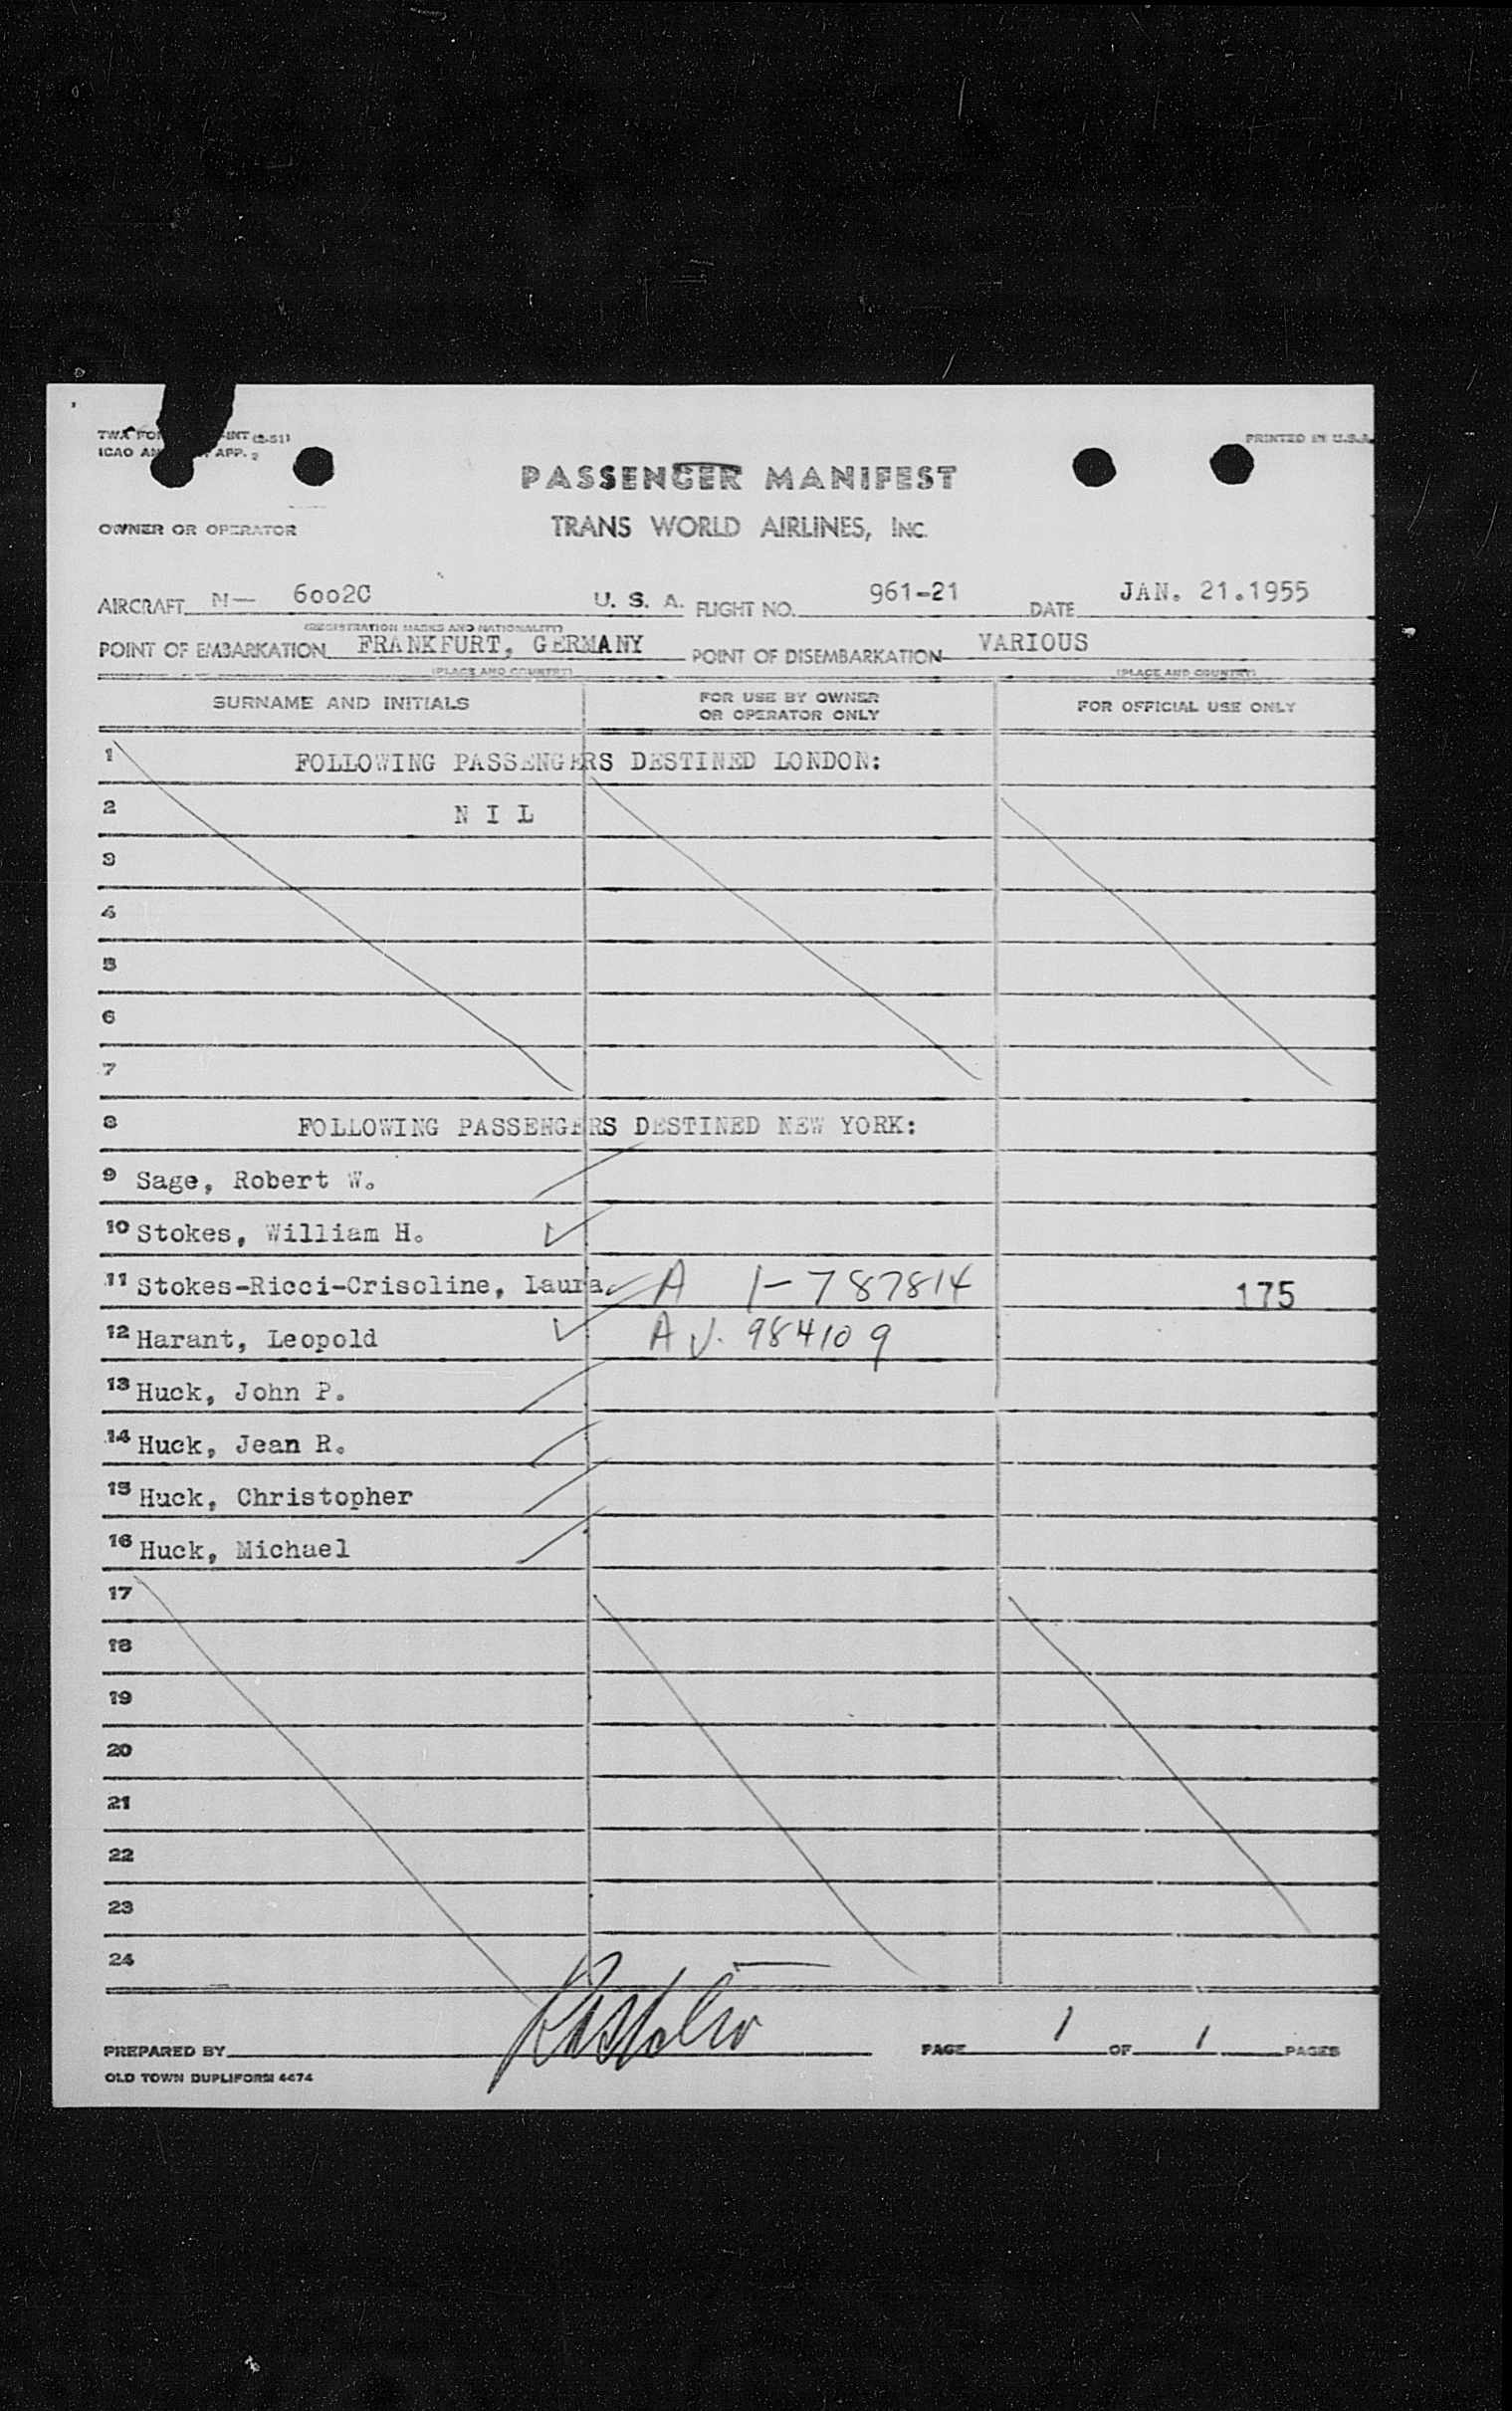 TWA FO INT (2-51)
ICAO AN APP. 9
PRINTED IN U.S.A.
PASSENGER MANIFEST
OWNER OR OPERATOR
TRANS WORLD AIRLINES, INC.
AIRCRAFT N— 6002C U. S. A. FLIGHT NO. 961-21 DATE JAN. 21.1955
(REGISTRATION MARKS AND NATIONALITY)
POINT OF EMBARKATION FRANKFURT, GERMANY POINT OF DISEMBARKATION VARIOUS
(PLACE AND COUNTRY) (PLACE AND COUNTRY)
SURNAME AND INITIALS FOR USE BY OWNER OR OPERATOR ONLY FOR OFFICIAL USE ONLY
1 FOLLOWING PASSENGERS DESTINED LONDON:
2 N I L
3
4
5
6
7
8 FOLLOWING PASSENGERS DESTINED NEW YORK:
9 Sage, Robert W.
10 Stokes, William H.
11 Stokes-Ricci-Crisoline, Laura A 1-787814 175
12 Harant, Leopold A V. 984109
13 Huck, John P.
14 Huck, Jean R.
15 Huck, Christopher
16 Huck, Michael
17
18
19
20
21
22
23
24
PREPARED BY PAGE 1 OF 1 PAGES
OLD TOWN DUPLIFORM 4474